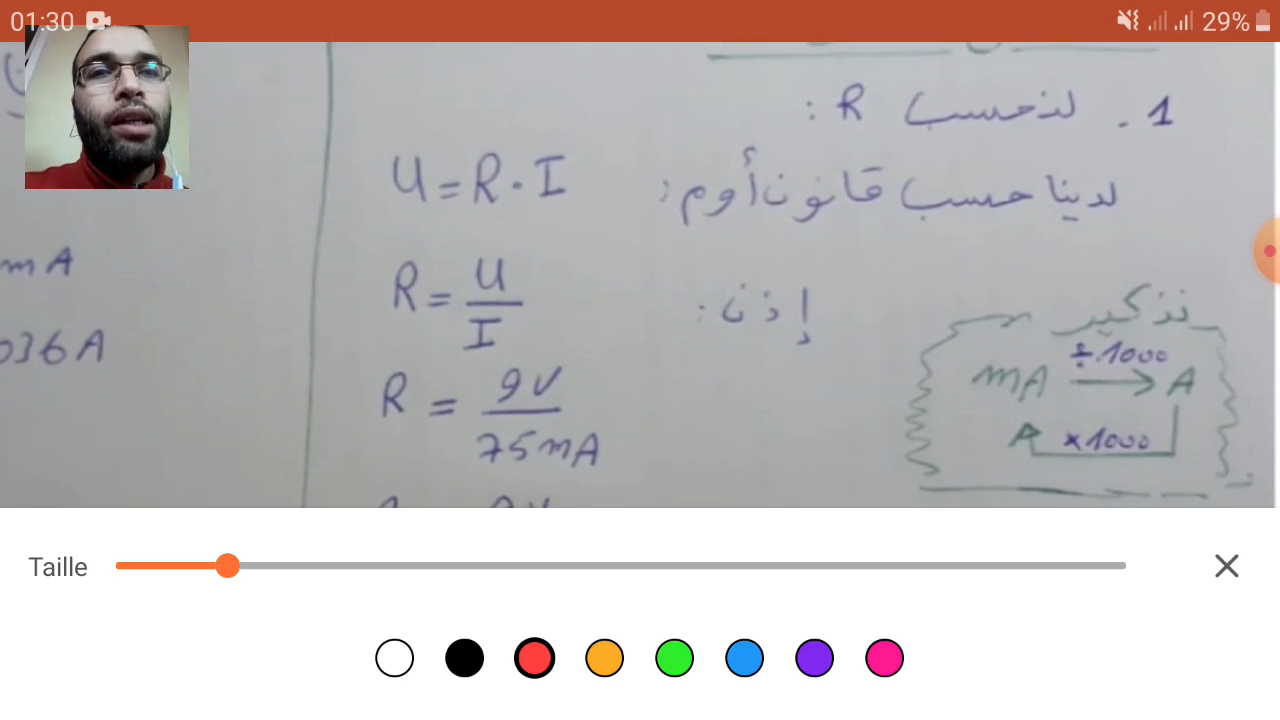 01:30
29%
1. لنحسب R :
لدينا حسب قانون أوم:
U = R . I
إذن:
R = U / I
R = 9V / 75mA
تذكير
÷1000
mA → A
×1000
mA
036A
Taille